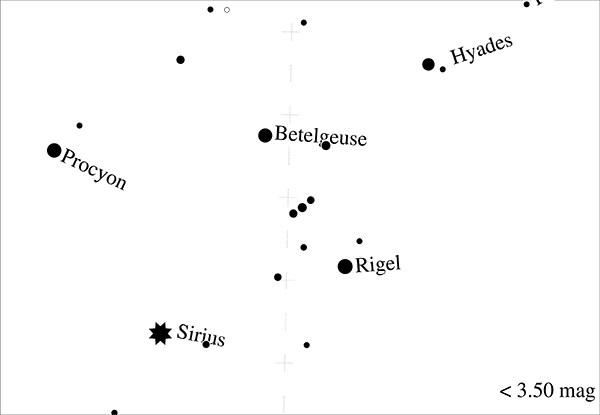 Hyades
Betelgeuse
Procyon
Rigel
Sirius
< 3.50 mag